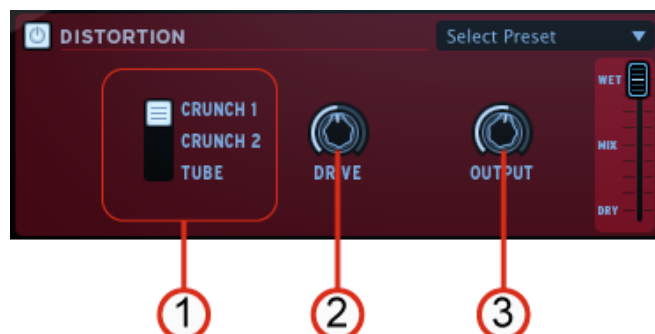 DISTORTION
Select Preset
CRUNCH 1
CRUNCH 2
TUBE
DRIVE
OUTPUT
WET
MIX
DRY
1
2
3